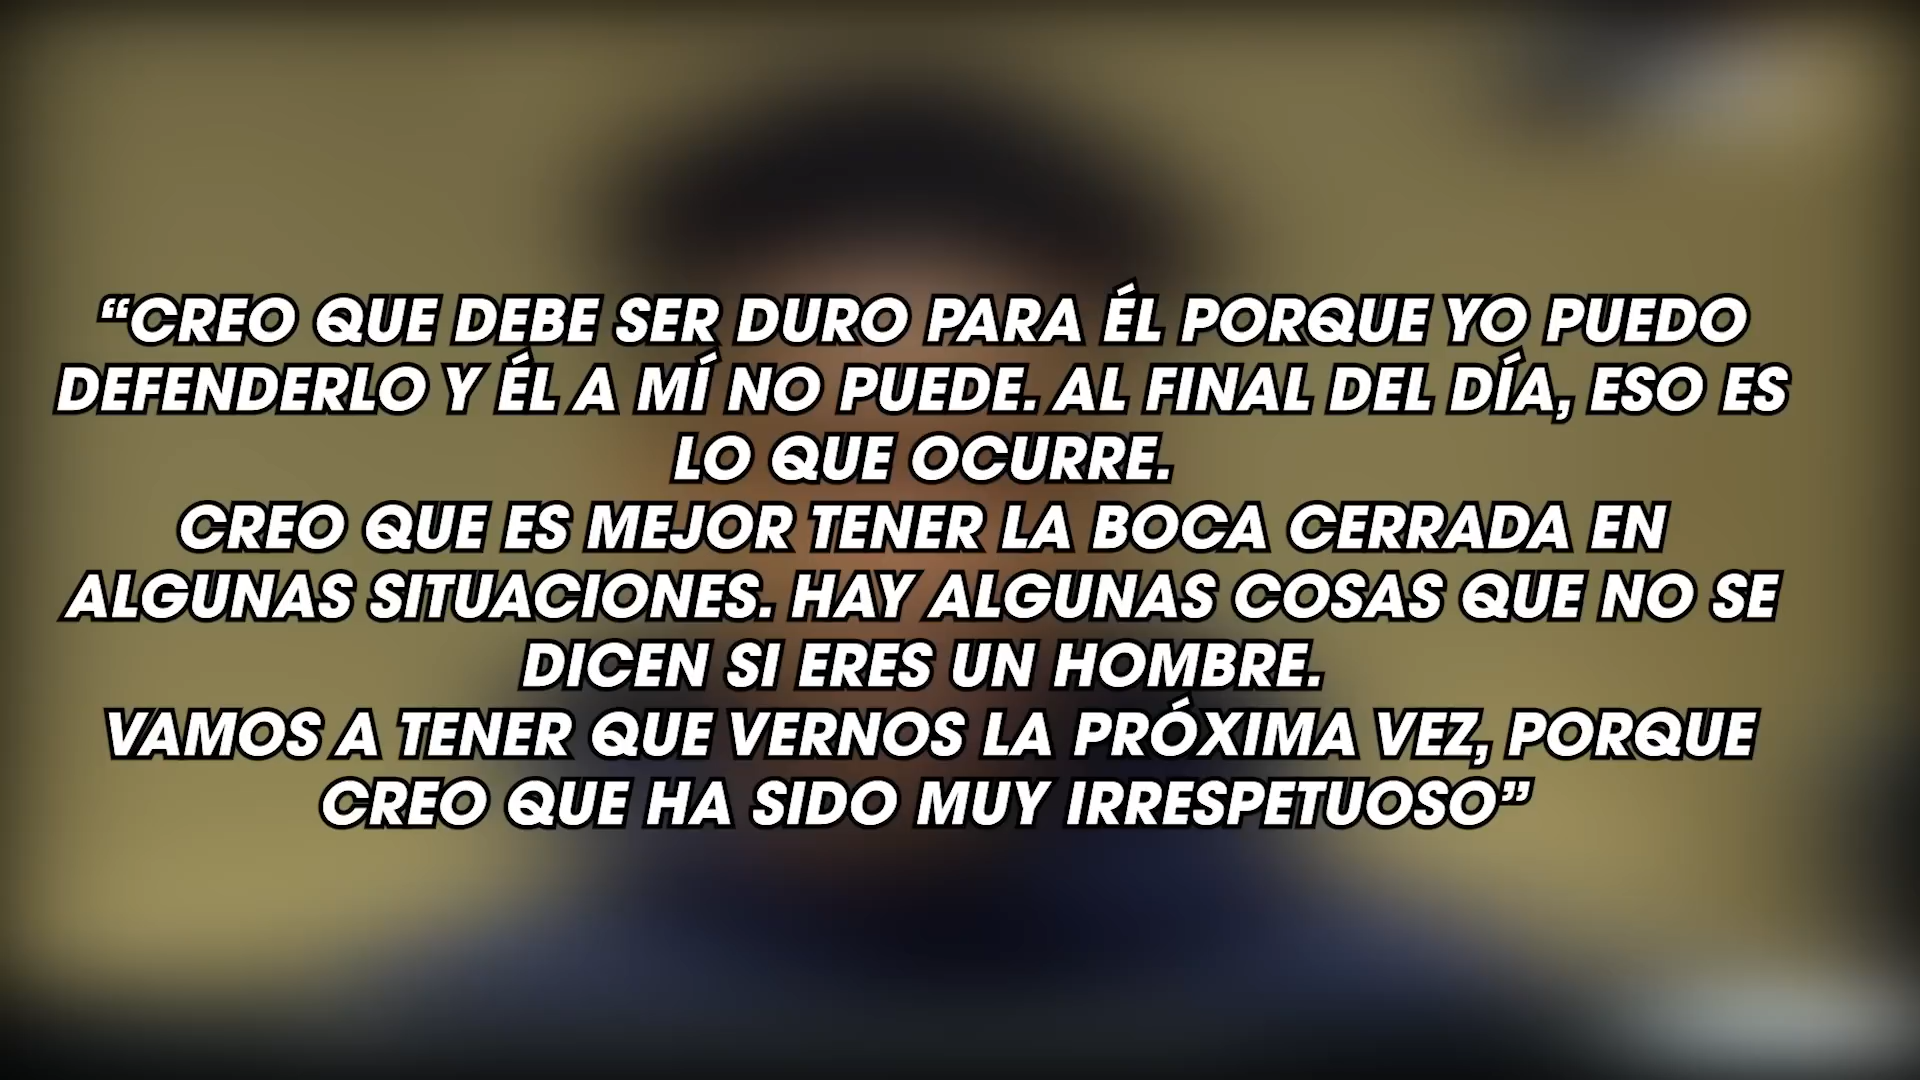 “CREO QUE DEBE SER DURO PARA ÉL PORQUE YO PUEDO
DEFENDERLO Y ÉL A MÍ NO PUEDE. AL FINAL DEL DÍA, ESO ES
LO QUE OCURRE.
CREO QUE ES MEJOR TENER LA BOCA CERRADA EN
ALGUNAS SITUACIONES. HAY ALGUNAS COSAS QUE NO SE
DICEN SI ERES UN HOMBRE.
VAMOS A TENER QUE VERNOS LA PRÓXIMA VEZ, PORQUE
CREO QUE HA SIDO MUY IRRESPETUOSO”